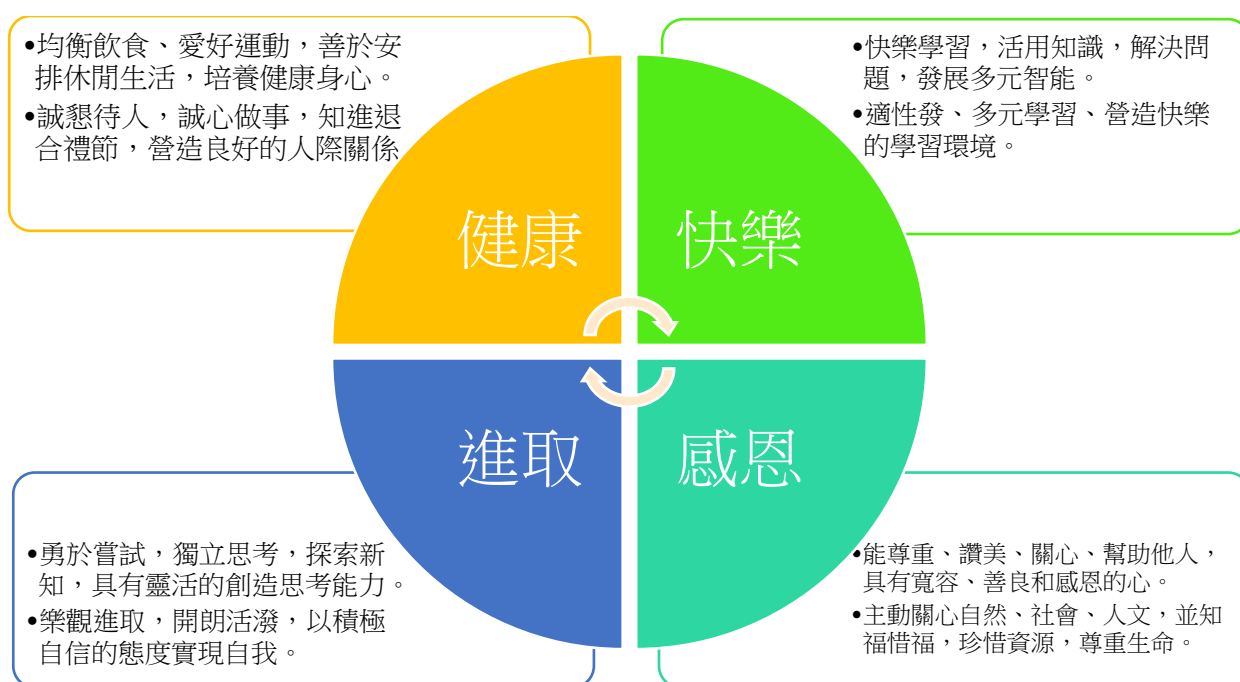 •均衡飲食、愛好運動，善於安
排休閒生活，培養健康身心。
•誠懇待人，誠心做事，知進退
合禮節，營造良好的人際關係
•快樂學習，活用知識，解決問
題，發展多元智能。
•適性發、多元學習、營造快樂
的學習環境。
健康
快樂
進取
感恩
•勇於嘗試，獨立思考，探索新
知，具有靈活的創造思考能力。
•樂觀進取，開朗活潑，以積極
自信的態度實現自我。
•能尊重、讚美、關心、幫助他人，
具有寬容、善良和感恩的心。
•主動關心自然、社會、人文，並知
福惜福，珍惜資源，尊重生命。